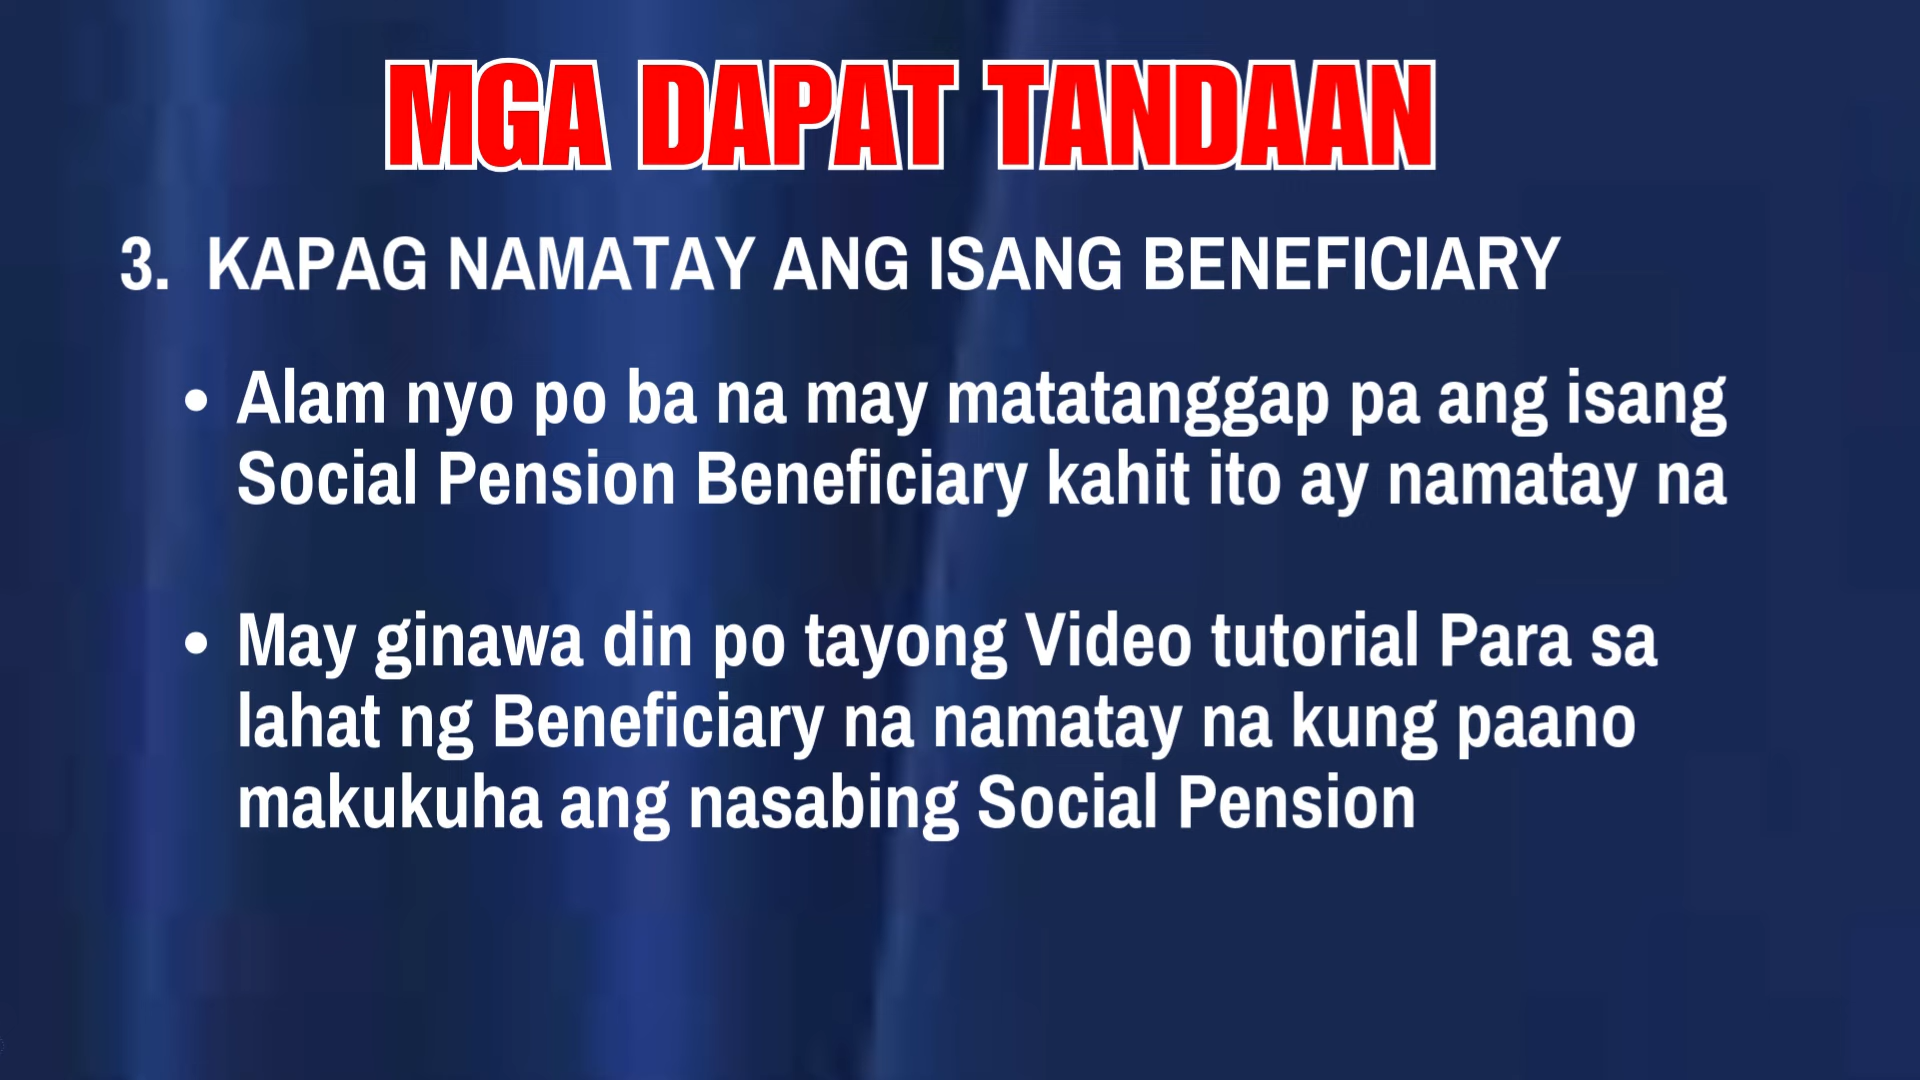 MGA DAPAT TANDAAN
3. KAPAG NAMATAY ANG ISANG BENEFICIARY
• Alam nyo po ba na may matatanggap pa ang isang
Social Pension Beneficiary kahit ito ay namatay na
• May ginawa din po tayong Video tutorial Para sa
lahat ng Beneficiary na namatay na kung paano
makukuha ang nasabing Social Pension